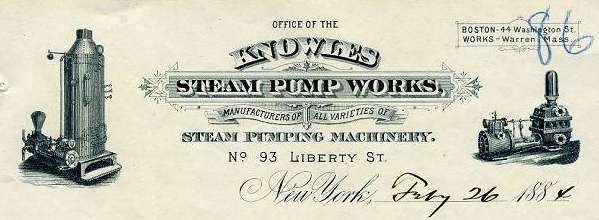 OFFICE OF THE
KNOWLES
STEAM PUMP WORKS,
MANUFACTURERS OF ALL VARIETIES OF
STEAM PUMPING MACHINERY.
No 93 LIBERTY ST.
New York, Feby 26 1884
BOSTON-44 Washington St.
WORKS-Warren, Mass.
86